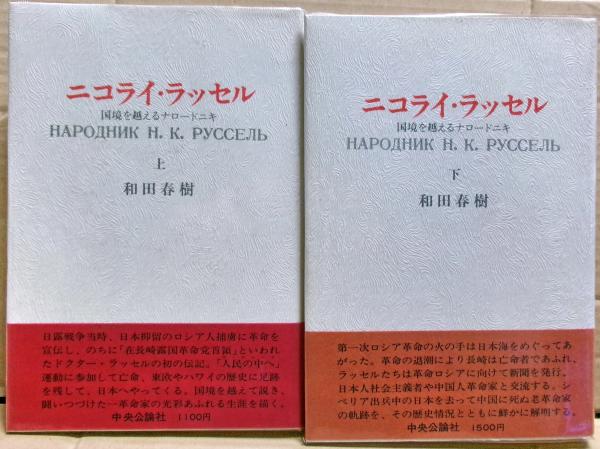 ニコライ・ラッセル
国境を越えるナロードニキ
НАРОДНИК Н. К. РУССЕЛЬ
上
和田春樹
日露戦争当時、日本抑留のロシア人捕虜に革命を
宣伝し、のちに「在長崎露国革命党首領」といわれ
たドクター・ラッセルの初の伝記。「人民の中へ」
運動に参加して亡命、東欧やハワイの歴史に足跡
を残して、日本へやってくる。国境を越えて説き、
闘いつづけた一革命家の光彩あふれる生涯を描く。
中央公論社 1100円
ニコライ・ラッセル
国境を越えるナロードニキ
НАРОДНИК Н. К. РУССЕЛЬ
下
和田春樹
第一次ロシア革命の火の手は日本海をめぐってあ
がった。革命の退潮により長崎は亡命者であふれ、
ラッセルたちは革命ロシアに向けて新聞を発行。
日本人社会主義者や中国人革命家と交流する。シ
ベリア出兵中の日本を去って中国に死ぬ老革命家
の軌跡を、その歴史情況とともに鮮かに解明する。
中央公論社 1500円